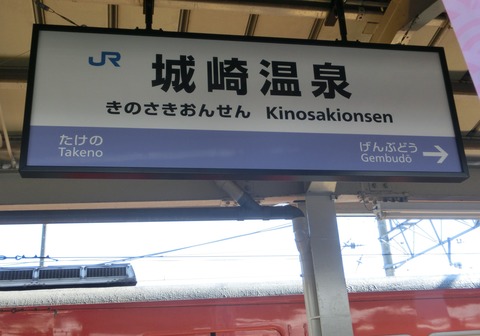 JR 城崎温泉
きのさきおんせん Kinosakionsen
たけの げんぶどう
Takeno Gembudō →